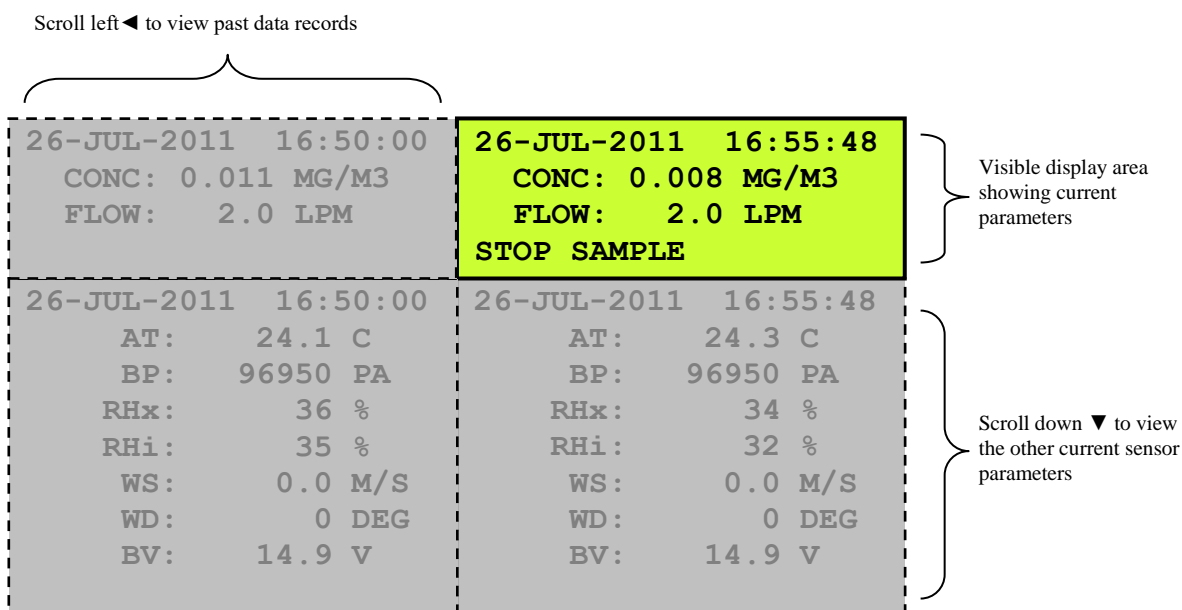 Scroll left◄ to view past data records
26-JUL-2011 16:50:00
CONC: 0.011 MG/M3
FLOW: 2.0 LPM
26-JUL-2011 16:55:48
CONC: 0.008 MG/M3
FLOW: 2.0 LPM
STOP SAMPLE
Visible display area
showing current
parameters
26-JUL-2011 16:50:00
AT: 24.1 C
BP: 96950 PA
RHx: 36 %
RHi: 35 %
WS: 0.0 M/S
WD: 0 DEG
BV: 14.9 V
26-JUL-2011 16:55:48
AT: 24.3 C
BP: 96950 PA
RHx: 34 %
RHi: 32 %
WS: 0.0 M/S
WD: 0 DEG
BV: 14.9 V
Scroll down ▼ to view
the other current sensor
parameters